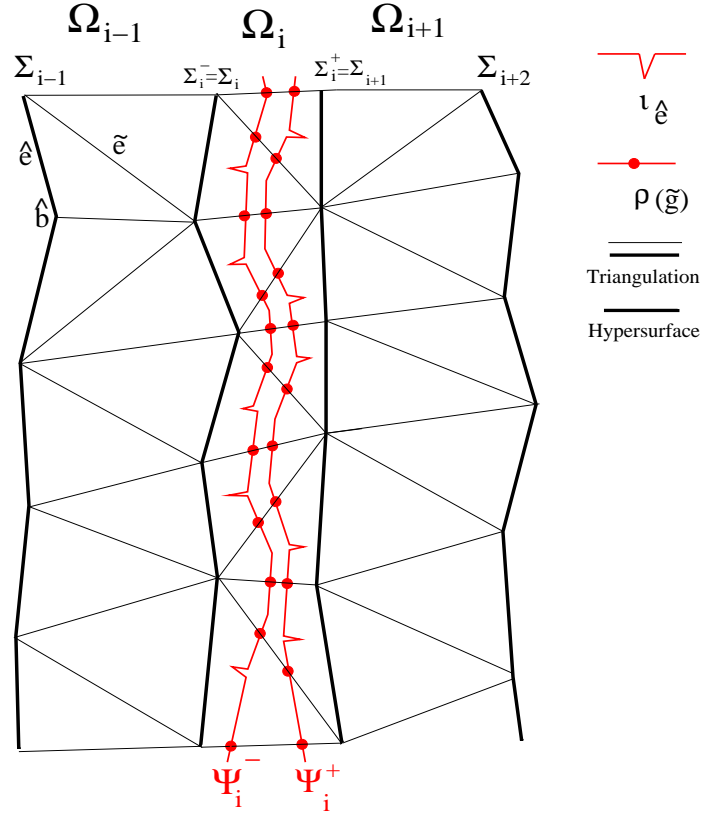 Ω_{i−1} Ω_i Ω_{i+1}
Σ_{i−1} Σ_i^−=Σ_i Σ_i^+=Σ_{i+1} Σ_{i+2}
ê ẽ
b̂
Ψ_i^− Ψ_i^+
ι_ê
ρ(g̃)
Triangulation
Hypersurface